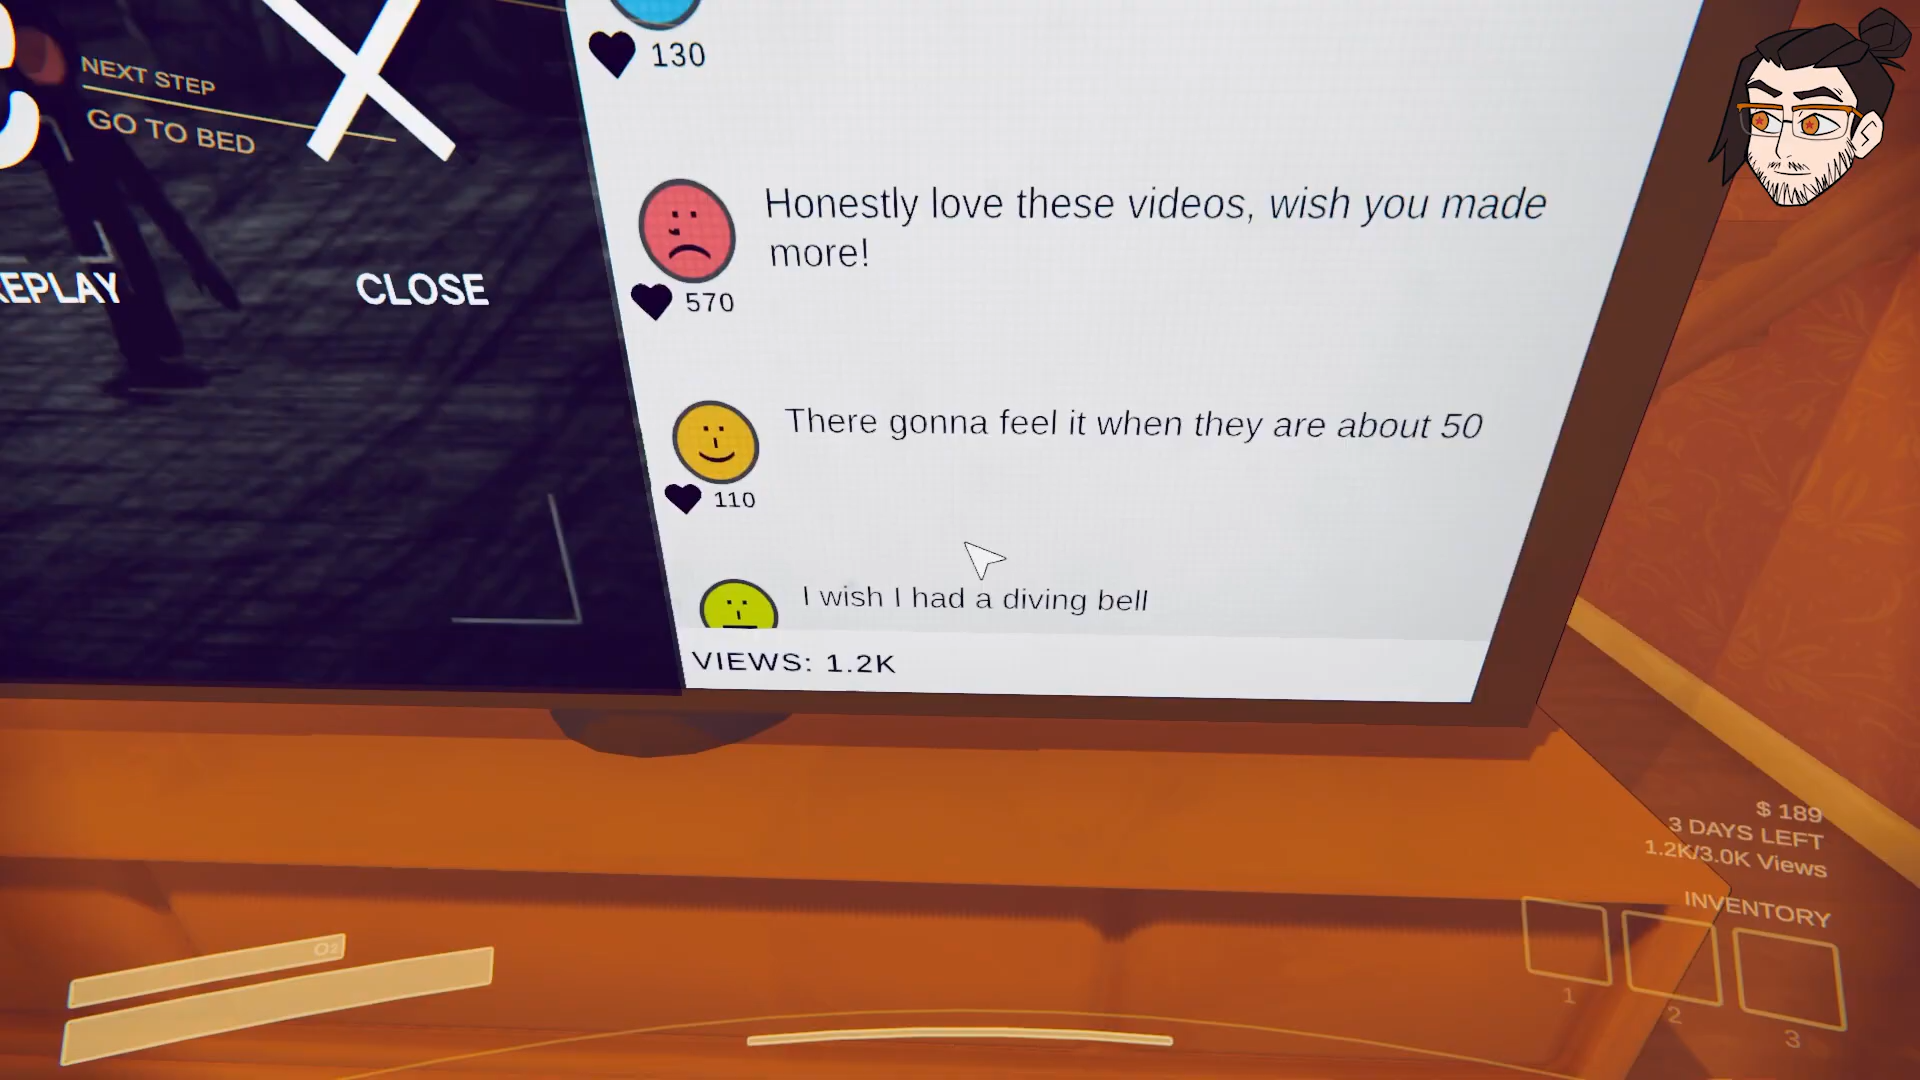 NEXT STEP
GO TO BED
EPLAY
CLOSE
130
Honestly love these videos, wish you made
more!
570
There gonna feel it when they are about 50
110
I wish I had a diving bell
VIEWS: 1.2K
$ 189
3 DAYS LEFT
1.2K/3.0K Views
INVENTORY
1
2
3
O2